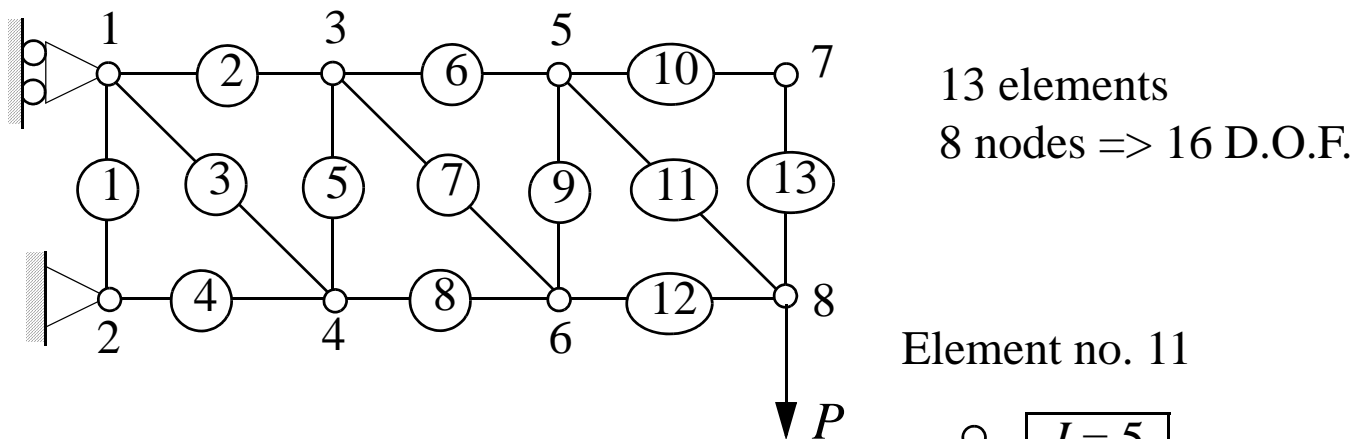 1 3 5
2 6 10 7
13 elements
8 nodes => 16 D.O.F.
1 3 5 7 9 11 13
4 8 12 8
2 4 6
Element no. 11
P
I = 5